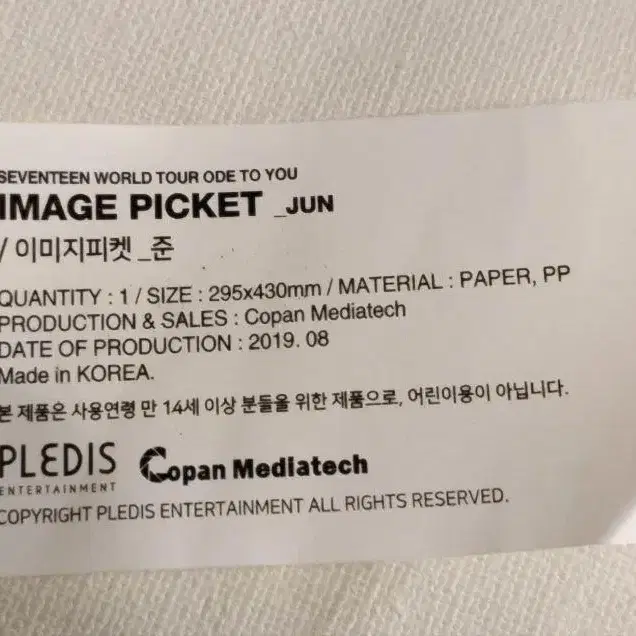 SEVENTEEN WORLD TOUR ODE TO YOU
IMAGE PICKET _JUN
/ 이미지피켓 _준
QUANTITY : 1 / SIZE : 295x430mm / MATERIAL : PAPER, PP
PRODUCTION & SALES : Copan Mediatech
DATE OF PRODUCTION : 2019. 08
Made in KOREA.
본 제품은 사용연령 만 14세 이상 분들을 위한 제품으로, 어린이용이 아닙니다.
PLEDIS Copan Mediatech
ENTERTAINMENT
COPYRIGHT PLEDIS ENTERTAINMENT ALL RIGHTS RESERVED.